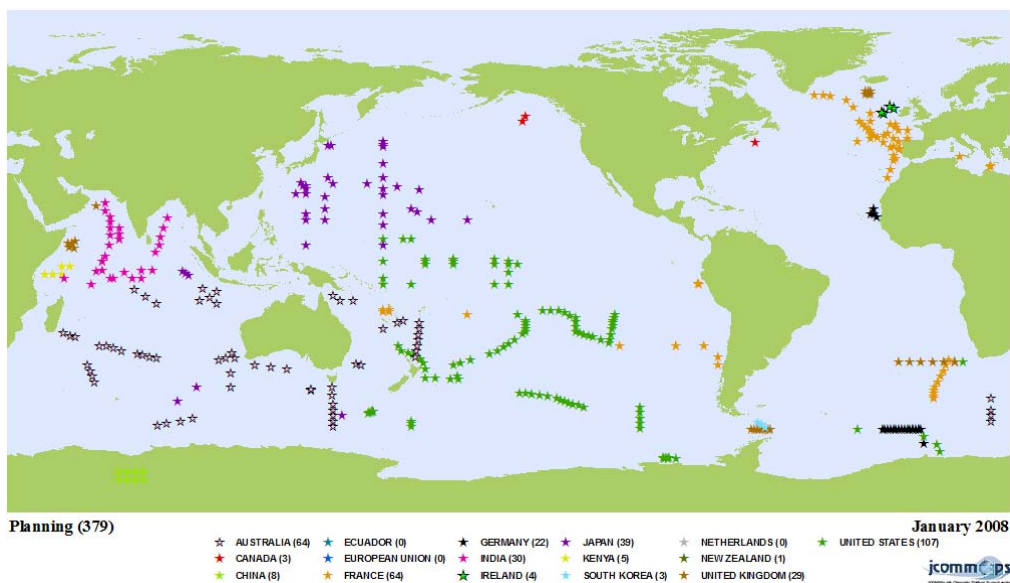 Planning (379) January 2008
AUSTRALIA (64) ECUADOR (0) GERMANY (22) JAPAN (39) NETHERLANDS (0) UNITED STATES (107)
CANADA (3) EUROPEAN UNION (0) INDIA (30) KENYA (5) NEW ZEALAND (1)
CHINA (8) FRANCE (64) IRELAND (4) SOUTH KOREA (3) UNITED KINGDOM (29)
jcommops